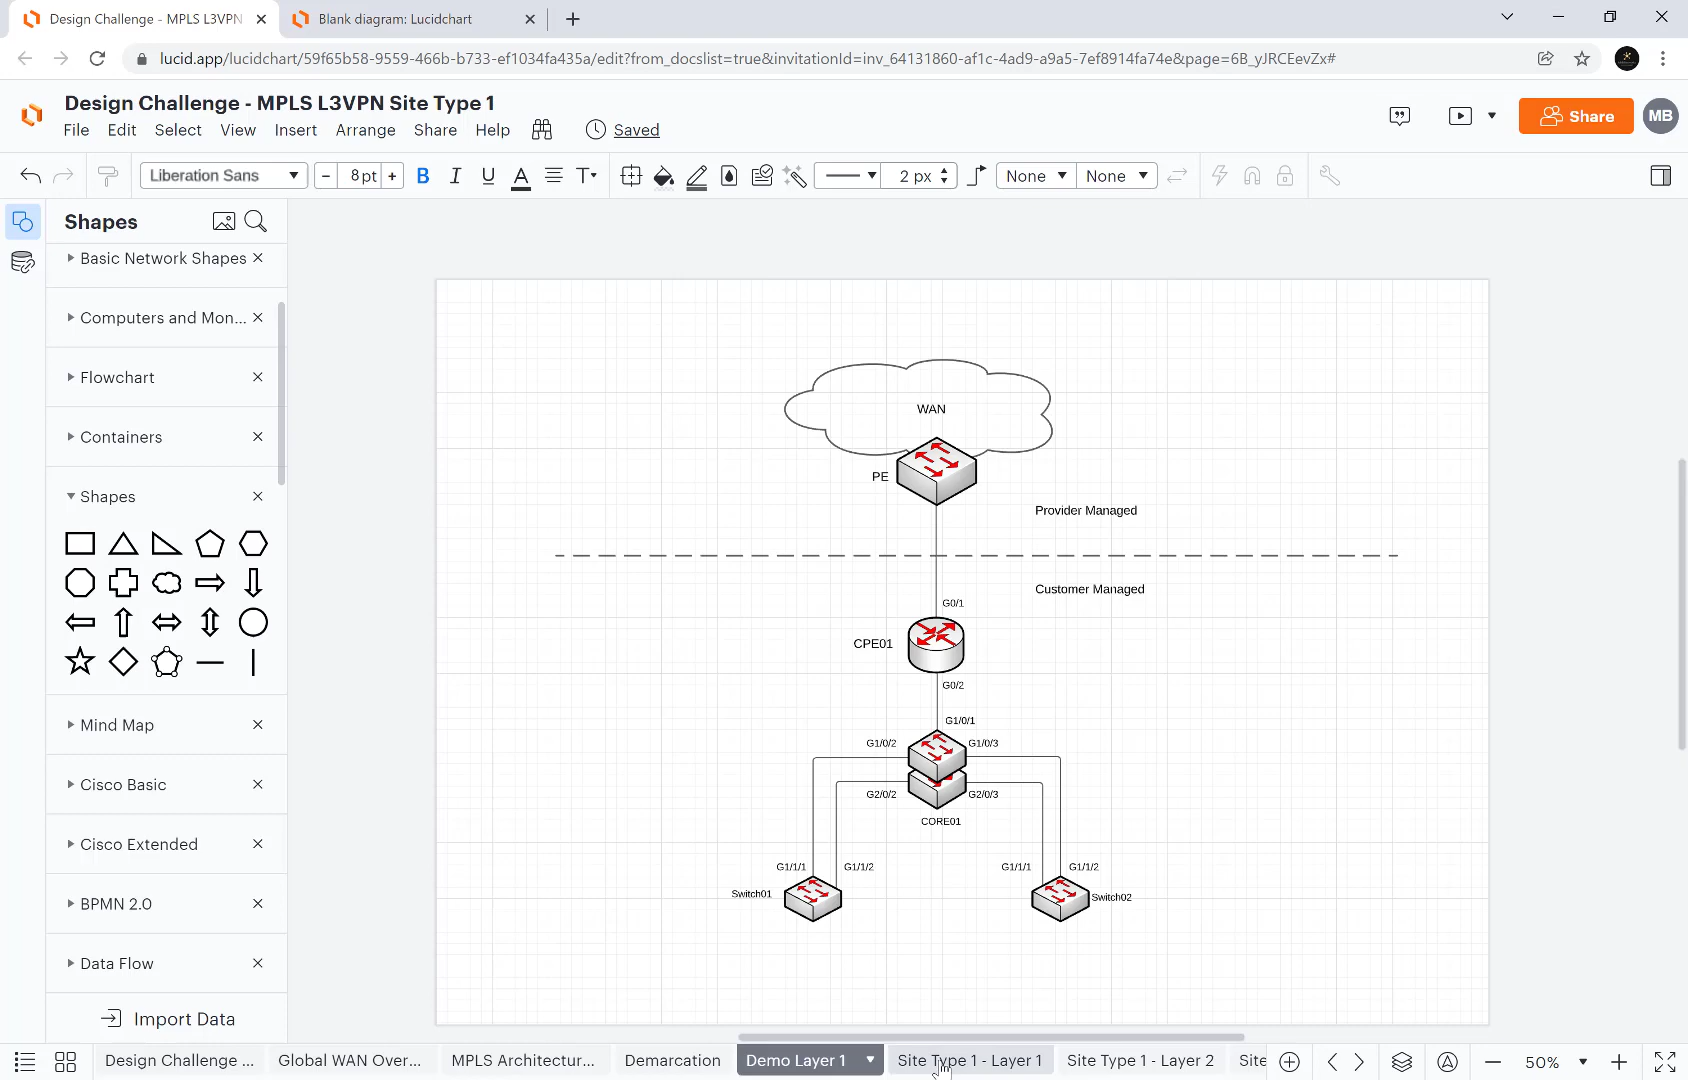 Design Challenge - MPLS L3VPN
Blank diagram: Lucidchart
lucid.app/lucidchart/59f65b58-9559-466b-b733-ef1034fa435a/edit?from_docslist=true&invitationId=inv_64131860-af1c-4ad9-a9a5-7ef8914fa74e&page=6B_yJRCEevZx#
Design Challenge - MPLS L3VPN Site Type 1
File Edit Select View Insert Arrange Share Help Saved
Share
MB
Liberation Sans
8pt
B I U A T
2 px
None
None
Shapes
Basic Network Shapes
Computers and Mon...
Flowchart
Containers
Shapes
Mind Map
Cisco Basic
Cisco Extended
BPMN 2.0
Data Flow
Import Data
WAN
PE
Provider Managed
Customer Managed
G0/1
CPE01
G0/2
G1/0/1
G1/0/2
G1/0/3
G2/0/2
G2/0/3
CORE01
G1/1/1
G1/1/2
G1/1/1
G1/1/2
Switch01
Switch02
Design Challenge ...
Global WAN Over...
MPLS Architectur...
Demarcation
Demo Layer 1
Site Type 1 - Layer 1
Site Type 1 - Layer 2
Site
50%